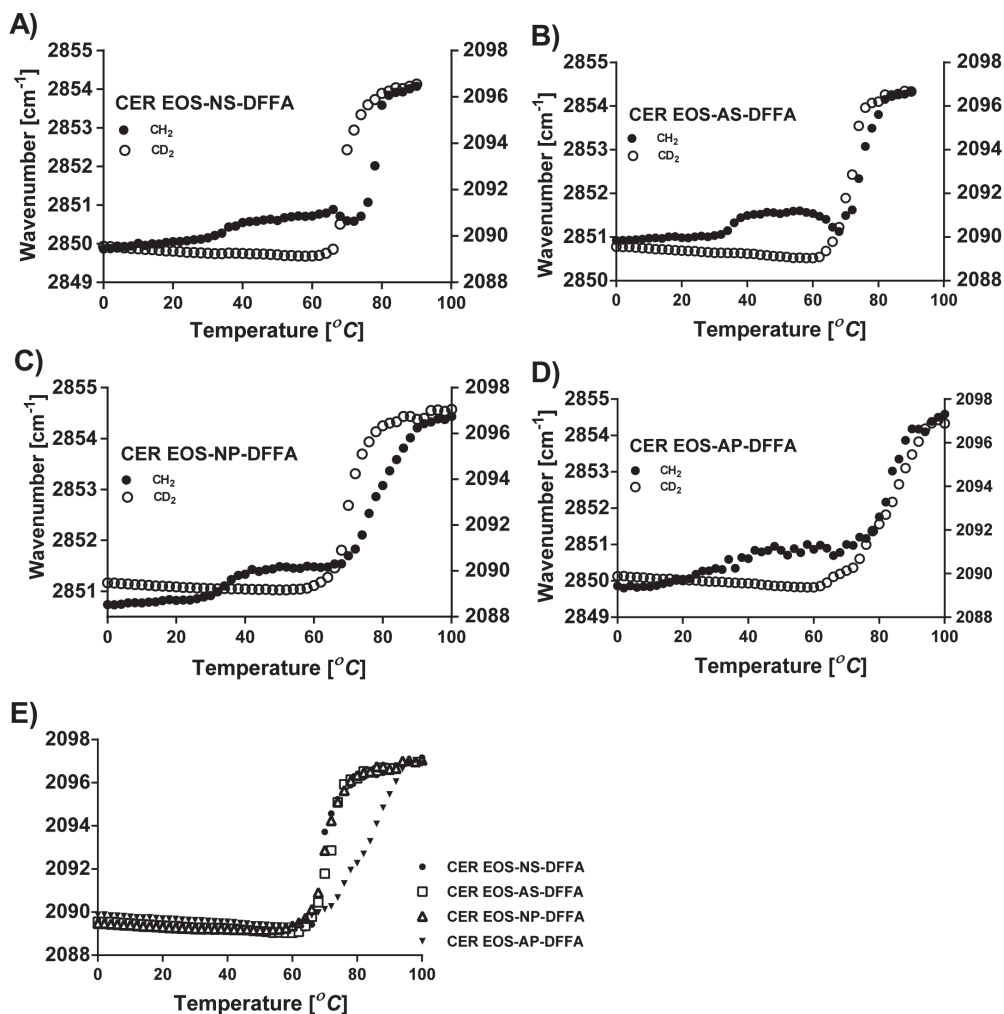 A)
Wavenumber [cm⁻¹]
2855
2854
2853
2852
2851
2850
2849
2098
2096
2094
2092
2090
2088
CER EOS-NS-DFFA
CH₂
CD₂
0 20 40 60 80 100
Temperature [°C]
B)
Wavenumber [cm⁻¹]
2855
2854
2853
2852
2851
2850
2098
2096
2094
2092
2090
2088
CER EOS-AS-DFFA
CH₂
CD₂
0 20 40 60 80 100
Temperature [°C]
C)
Wavenumber [cm⁻¹]
2855
2854
2853
2852
2851
2098
2096
2094
2092
2090
2088
CER EOS-NP-DFFA
CH₂
CD₂
0 20 40 60 80 100
Temperature [°C]
D)
Wavenumber [cm⁻¹]
2855
2854
2853
2852
2851
2850
2849
2098
2096
2094
2092
2090
2088
CER EOS-AP-DFFA
CH₂
CD₂
0 20 40 60 80 100
Temperature [°C]
E)
2098
2096
2094
2092
2090
2088
CER EOS-NS-DFFA
CER EOS-AS-DFFA
CER EOS-NP-DFFA
CER EOS-AP-DFFA
0 20 40 60 80 100
Temperature [°C]